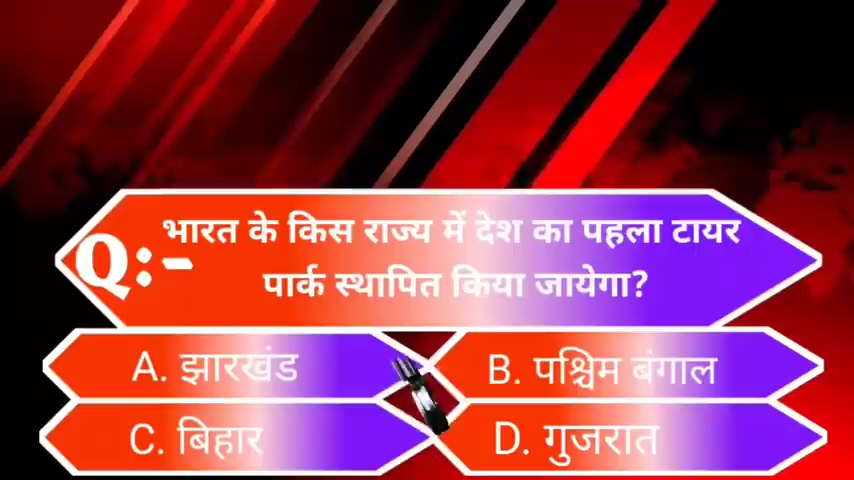 Q:- भारत के किस राज्य में देश का पहला टायर
पार्क स्थापित किया जायेगा?
A. झारखंड
B. पश्चिम बंगाल
C. बिहार
D. गुजरात